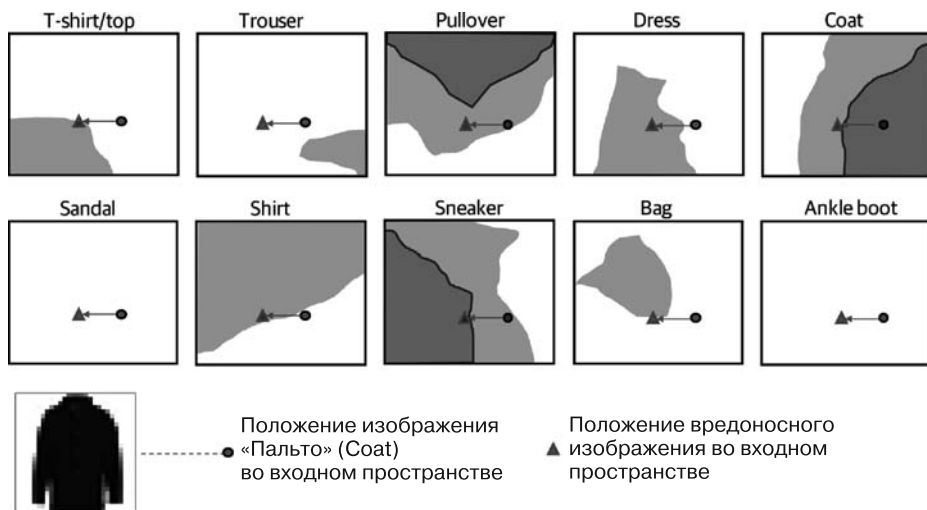 T-shirt/top Trouser Pullover Dress Coat
Sandal Shirt Sneaker Bag Ankle boot
Положение изображения
«Пальто» (Coat)
во входном пространстве
Положение вредоносного
изображения во входном
пространстве